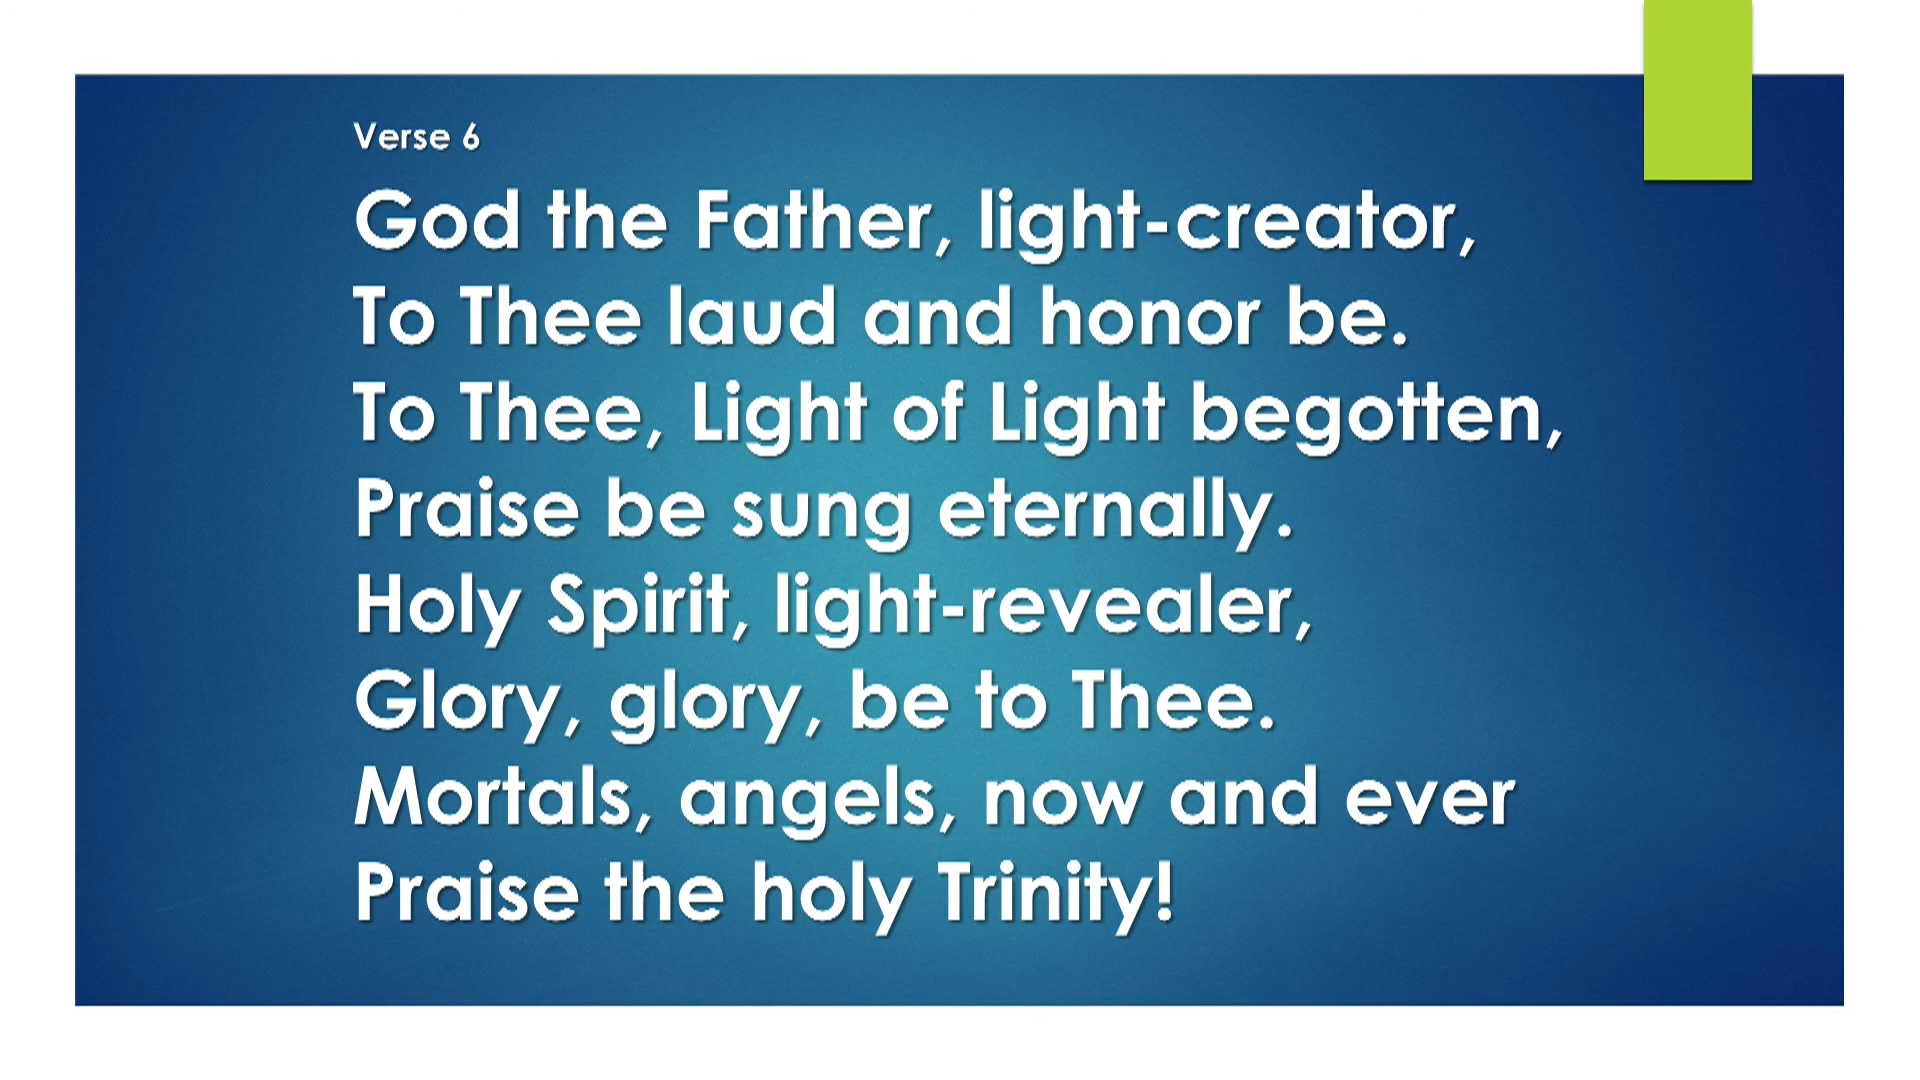 Verse 6
God the Father, light-creator,
To Thee laud and honor be.
To Thee, Light of Light begotten,
Praise be sung eternally.
Holy Spirit, light-revealer,
Glory, glory, be to Thee.
Mortals, angels, now and ever
Praise the holy Trinity!